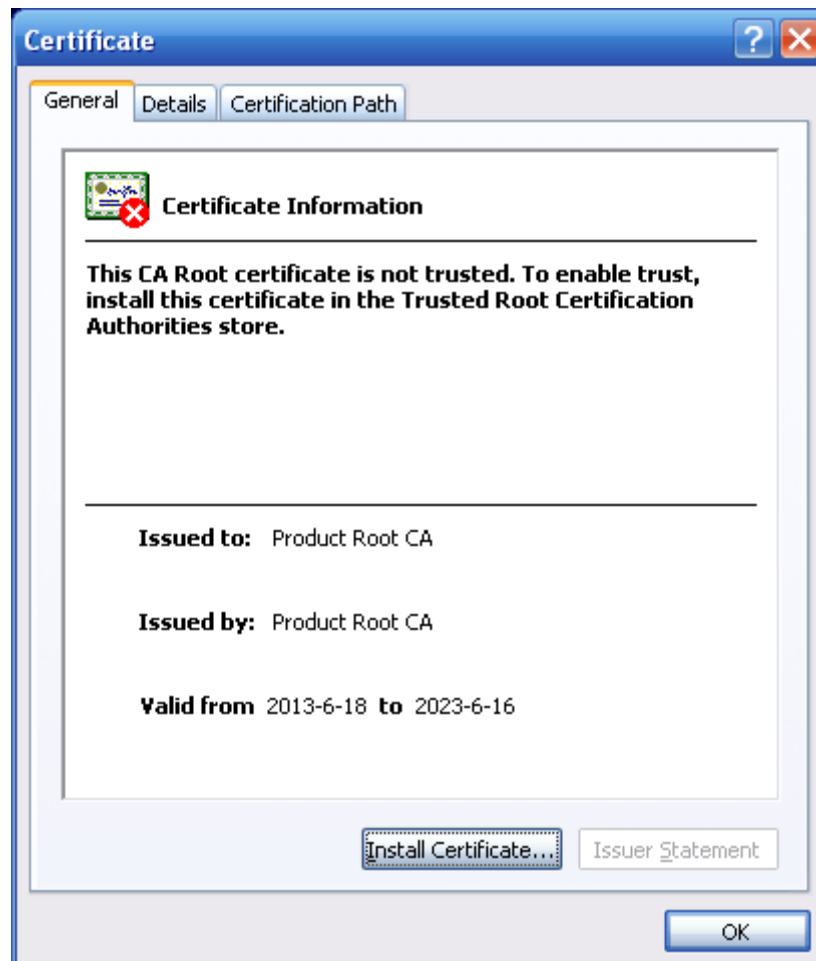 Certificate
General Details Certification Path
Certificate Information
This CA Root certificate is not trusted. To enable trust,
install this certificate in the Trusted Root Certification
Authorities store.
Issued to: Product Root CA
Issued by: Product Root CA
Valid from 2013-6-18 to 2023-6-16
Install Certificate... Issuer Statement
OK